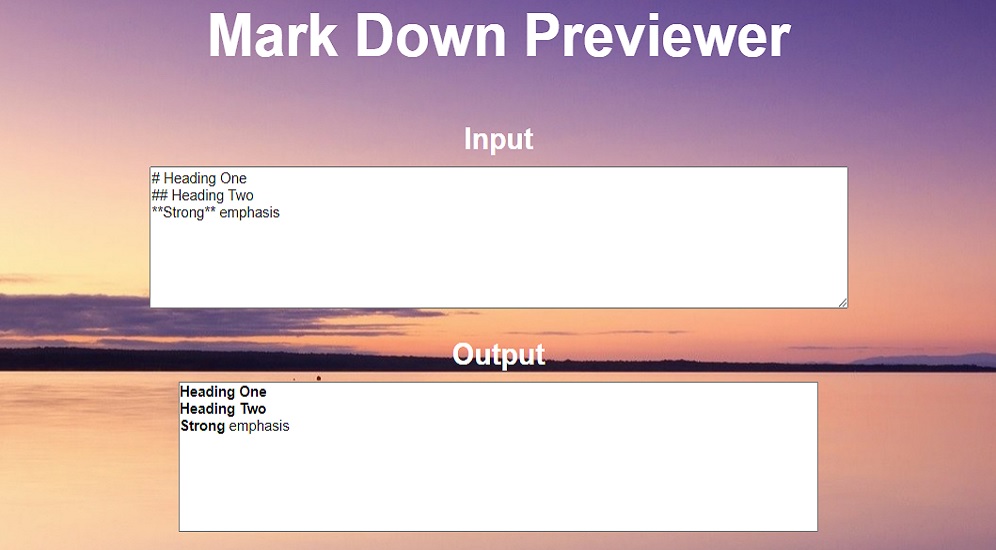 Mark Down Previewer
Input
# Heading One
## Heading Two
**Strong** emphasis
Output
Heading One
Heading Two
Strong emphasis